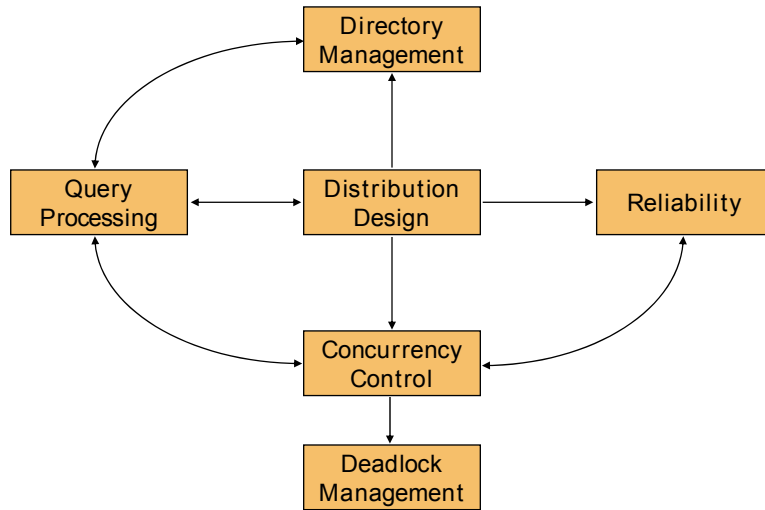 Directory
Management
Query
Processing
Distribution
Design
Reliability
Concurrency
Control
Deadlock
Management